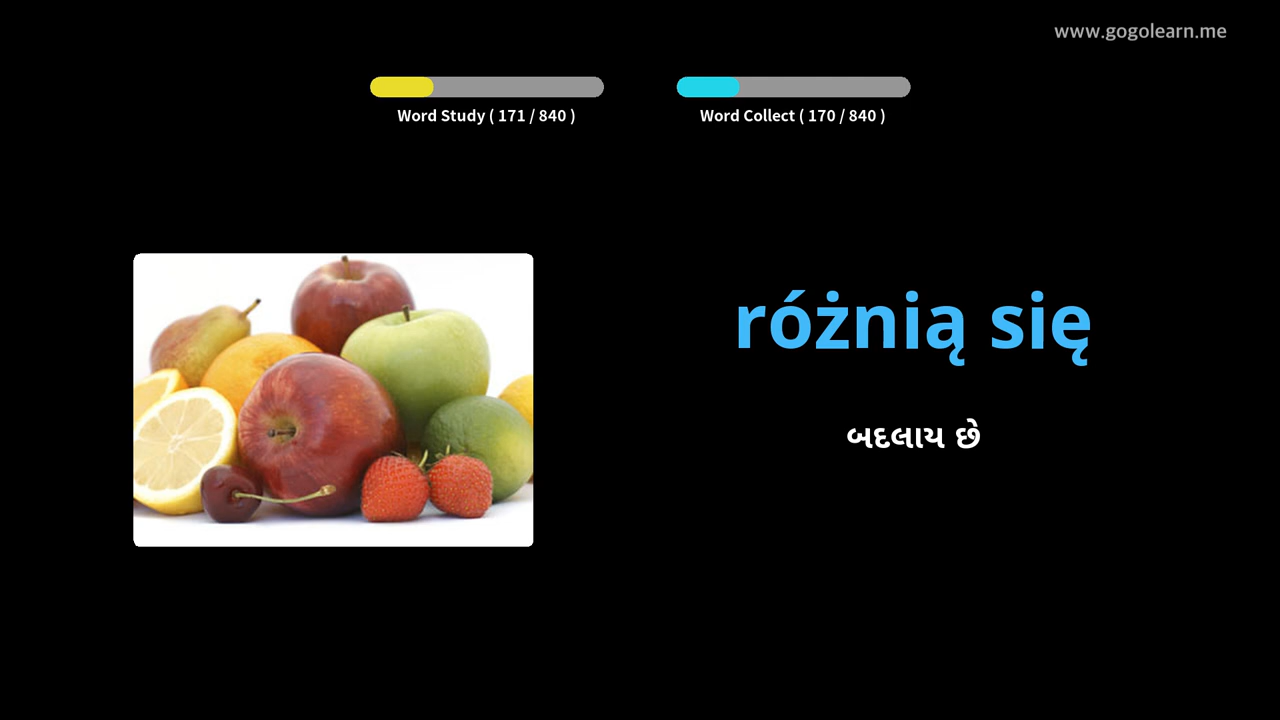 www.gogolearn.me
Word Study ( 171 / 840 )
Word Collect ( 170 / 840 )
różnią się
બદલાય છે